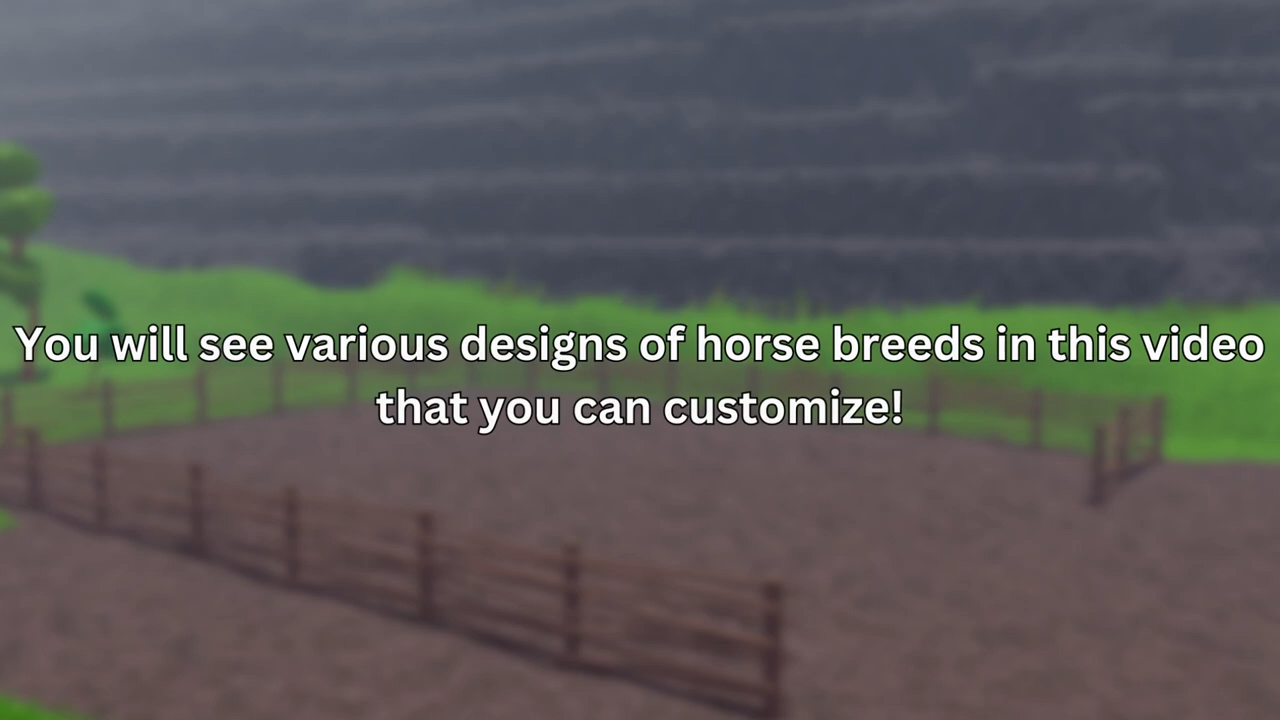 You will see various designs of horse breeds in this video
that you can customize!